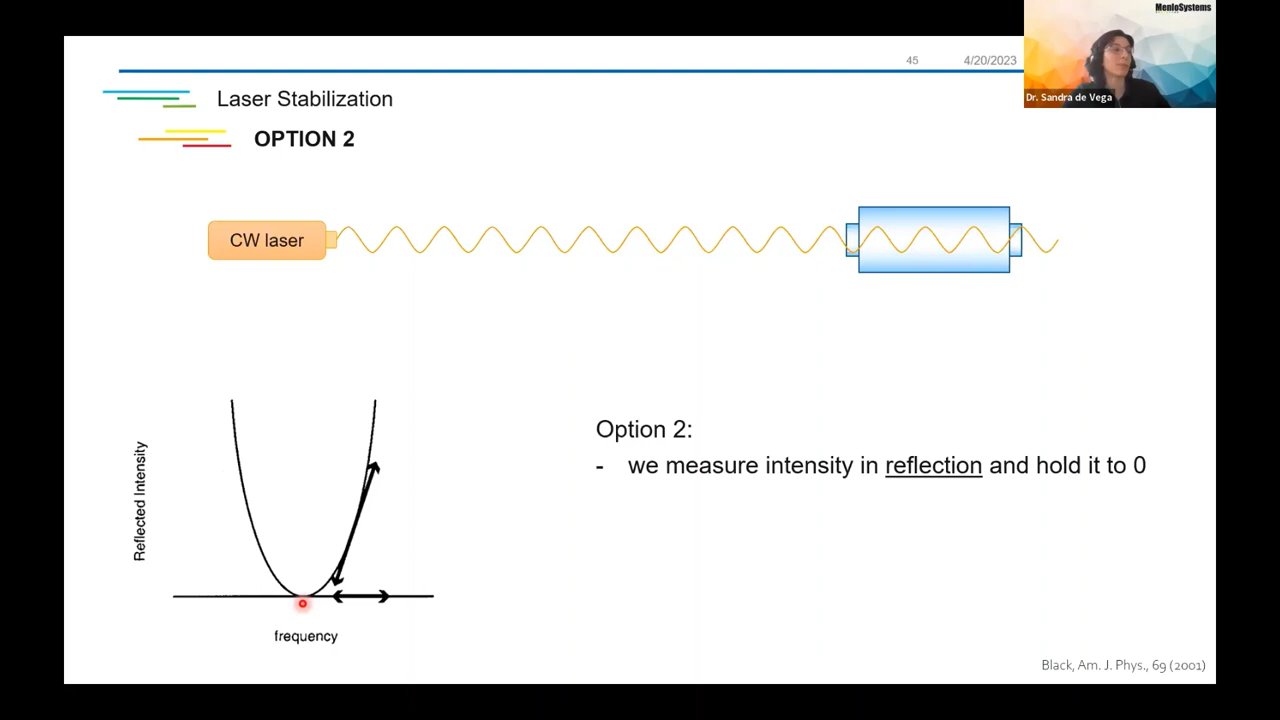 MenloSystems
45 4/20/2023
Dr. Sandra de Vega
Laser Stabilization
OPTION 2
CW laser
Reflected Intensity
frequency
Option 2:
- we measure intensity in reflection and hold it to 0
Black, Am. J. Phys., 69 (2001)